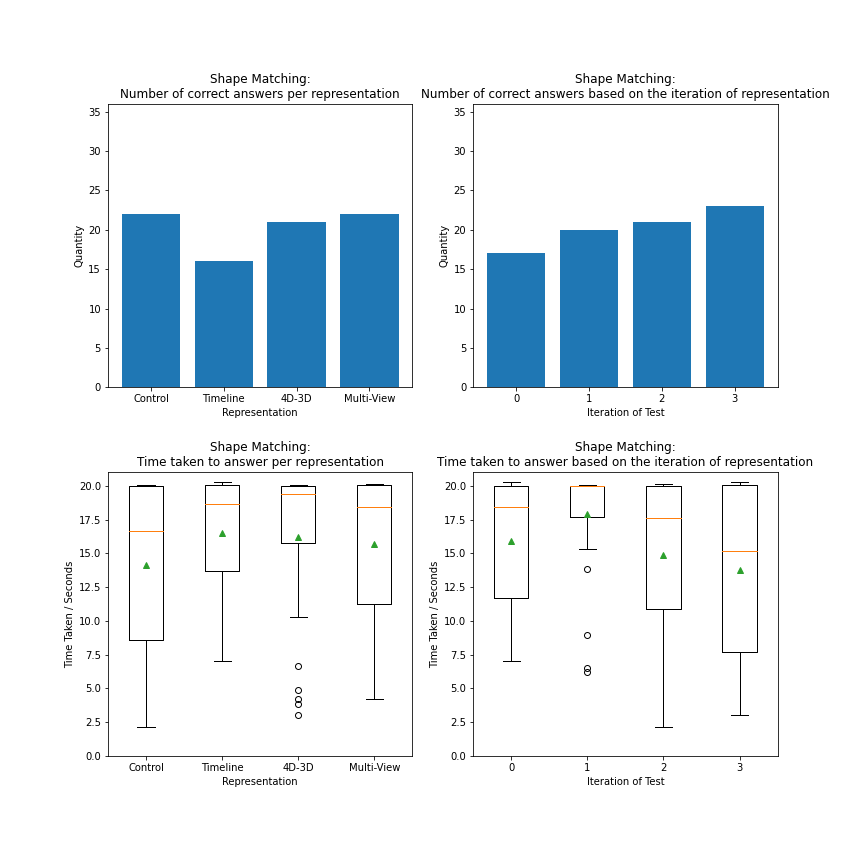 Shape Matching:
Number of correct answers per representation
35
30
25
20
15
10
5
0
Quantity
Control Timeline 4D-3D Multi-View
Representation
Shape Matching:
Number of correct answers based on the iteration of representation
35
30
25
20
15
10
5
0
Quantity
0 1 2 3
Iteration of Test
Shape Matching:
Time taken to answer per representation
20.0
17.5
15.0
12.5
10.0
7.5
5.0
2.5
0.0
Time Taken / Seconds
Control Timeline 4D-3D Multi-View
Representation
Shape Matching:
Time taken to answer based on the iteration of representation
20.0
17.5
15.0
12.5
10.0
7.5
5.0
2.5
0.0
Time Taken / Seconds
0 1 2 3
Iteration of Test